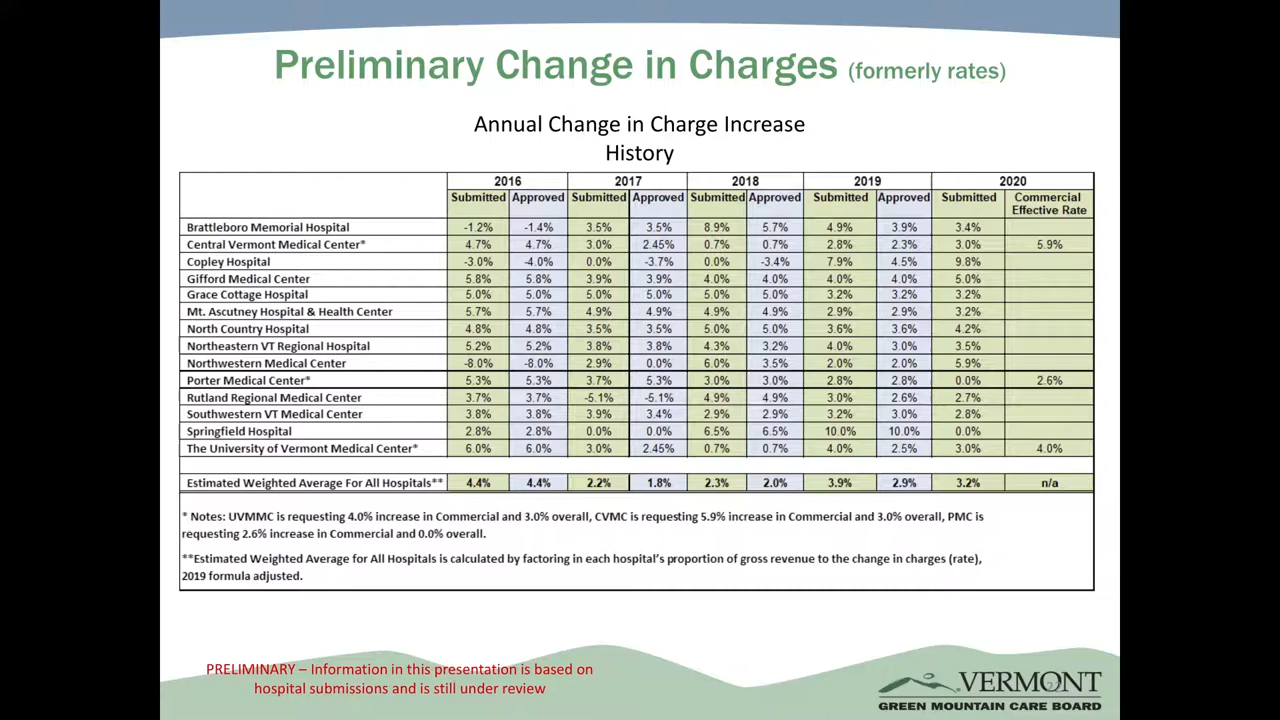 Preliminary Change in Charges (formerly rates)
Annual Change in Charge Increase
History
2016 2017 2018 2019 2020
Submitted Approved Submitted Approved Submitted Approved Submitted Approved Submitted Commercial
Effective Rate
Brattleboro Memorial Hospital -1.2% -1.4% 3.5% 3.5% 8.9% 5.7% 4.9% 3.9% 3.4%
Central Vermont Medical Center* 4.7% 4.7% 3.0% 2.45% 0.7% 0.7% 2.8% 2.3% 3.0% 5.9%
Copley Hospital -3.0% -4.0% 0.0% -3.7% 0.0% -3.4% 7.9% 4.5% 9.8%
Gifford Medical Center 5.8% 5.8% 3.9% 3.9% 4.0% 4.0% 4.0% 4.0% 5.0%
Grace Cottage Hospital 5.0% 5.0% 5.0% 5.0% 5.0% 5.0% 3.2% 3.2% 3.2%
Mt. Ascutney Hospital & Health Center 5.7% 5.7% 4.9% 4.9% 4.9% 4.9% 2.9% 2.9% 3.2%
North Country Hospital 4.8% 4.8% 3.5% 3.5% 5.0% 5.0% 3.6% 3.6% 4.2%
Northeastern VT Regional Hospital 5.2% 5.2% 3.8% 3.8% 4.3% 3.2% 4.0% 3.0% 3.5%
Northwestern Medical Center -8.0% -8.0% 2.9% 0.0% 6.0% 3.5% 2.0% 2.0% 5.9%
Porter Medical Center* 5.3% 5.3% 3.7% 5.3% 3.0% 3.0% 2.8% 2.8% 0.0% 2.6%
Rutland Regional Medical Center 3.7% 3.7% -5.1% -5.1% 4.9% 4.9% 3.0% 2.6% 2.7%
Southwestern VT Medical Center 3.8% 3.8% 3.9% 3.4% 2.9% 2.9% 3.2% 3.0% 2.8%
Springfield Hospital 2.8% 2.8% 0.0% 0.0% 6.5% 6.5% 10.0% 10.0% 0.0%
The University of Vermont Medical Center* 6.0% 6.0% 3.0% 2.45% 0.7% 0.7% 4.0% 2.5% 3.0% 4.0%
Estimated Weighted Average For All Hospitals** 4.4% 4.4% 2.2% 1.8% 2.3% 2.0% 3.9% 2.9% 3.2% n/a
* Notes: UVMMC is requesting 4.0% increase in Commercial and 3.0% overall, CVMC is requesting 5.9% increase in Commercial and 3.0% overall, PMC is
requesting 2.6% increase in Commercial and 0.0% overall.
**Estimated Weighted Average for All Hospitals is calculated by factoring in each hospital's proportion of gross revenue to the change in charges (rate),
2019 formula adjusted.
PRELIMINARY – Information in this presentation is based on
hospital submissions and is still under review
VERMONT
GREEN MOUNTAIN CARE BOARD